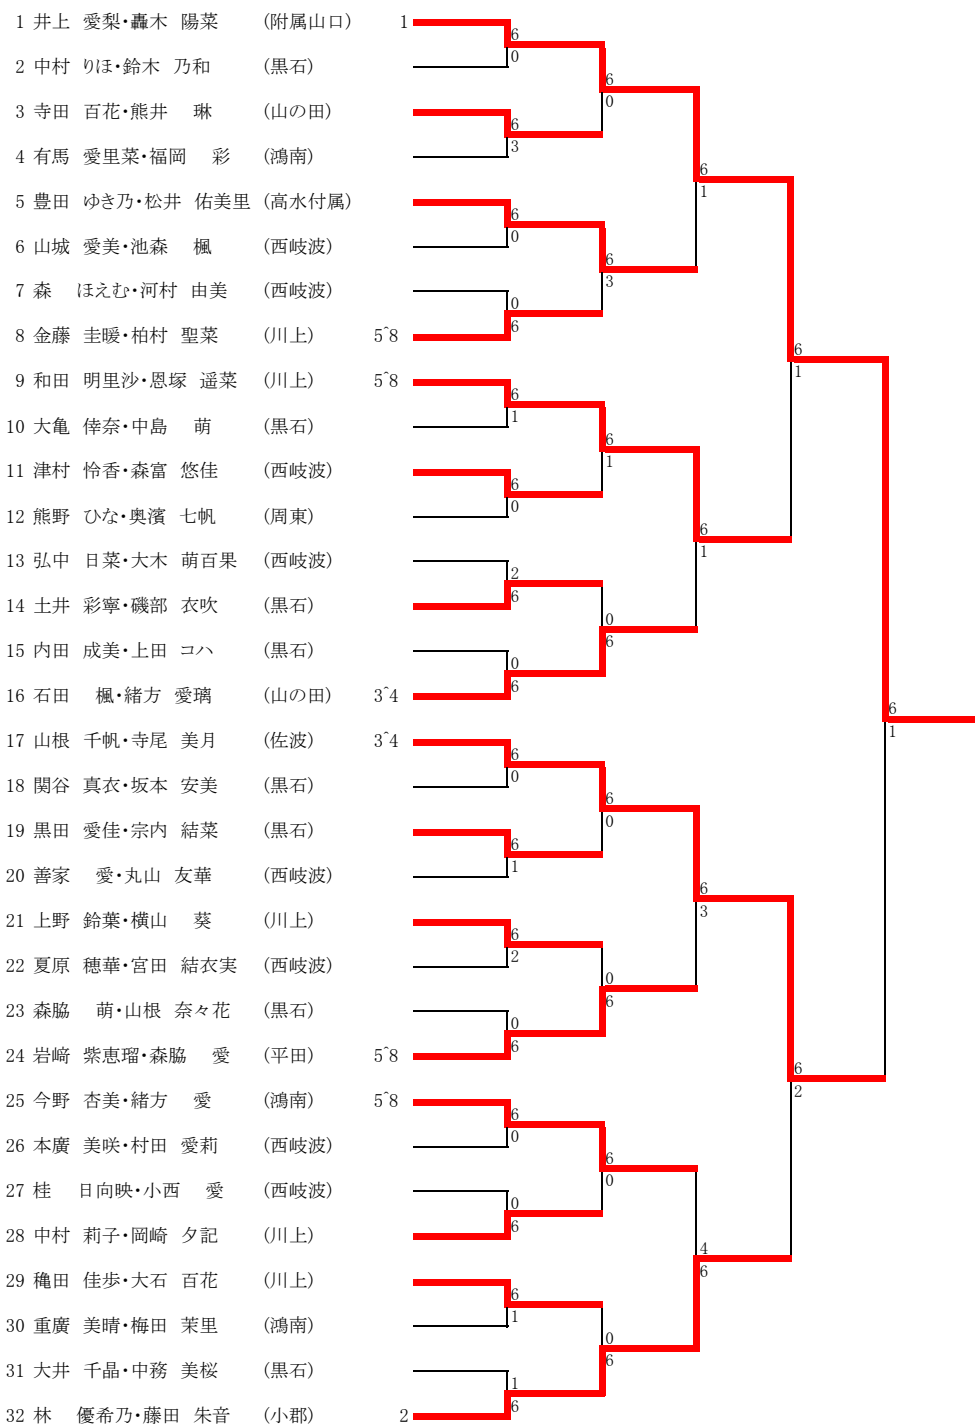 1 井上 愛梨・轟木 陽菜 (附属山口) 1
6
0
2 中村 りほ・鈴木 乃和 (黒石)
6
0
3 寺田 百花・熊井 琳 (山の田)
6
3
4 有馬 愛里菜・福岡 彩 (鴻南)
6
1
5 豊田 ゆき乃・松井 佑美里 (高水付属)
6
0
6 山城 愛美・池森 楓 (西岐波)
6
3
7 森 ほえむ・河村 由美 (西岐波)
0
6
8 金藤 圭暖・柏村 聖菜 (川上) 5~8
6
1
9 和田 明里沙・恩塚 遥菜 (川上) 5~8
6
1
10 大亀 倖奈・中島 萌 (黒石)
6
1
11 津村 怜香・森富 悠佳 (西岐波)
6
0
12 熊野 ひな・奥濱 七帆 (周東)
6
1
13 弘中 日菜・大木 萌百果 (西岐波)
2
6
14 土井 彩寧・磯部 衣吹 (黒石)
0
6
15 内田 成美・上田 コハ (黒石)
0
6
16 石田 楓・緒方 愛璃 (山の田) 3~4
6
1
17 山根 千帆・寺尾 美月 (佐波) 3~4
6
0
18 関谷 真衣・坂本 安美 (黒石)
6
0
19 黒田 愛佳・宗内 結菜 (黒石)
6
1
20 善家 愛・丸山 友華 (西岐波)
6
3
21 上野 鈴葉・横山 葵 (川上)
6
2
22 夏原 穂華・宮田 結衣実 (西岐波)
0
6
23 森脇 萌・山根 奈々花 (黒石)
0
6
24 岩﨑 紫恵瑠・森脇 愛 (平田) 5~8
6
2
25 今野 杏美・緒方 愛 (鴻南) 5~8
6
0
26 本廣 美咲・村田 愛莉 (西岐波)
6
0
27 桂 日向映・小西 愛 (西岐波)
0
6
28 中村 莉子・岡崎 夕記 (川上)
4
6
29 穐田 佳歩・大石 百花 (川上)
6
1
30 重廣 美晴・梅田 茉里 (鴻南)
0
6
31 大井 千晶・中務 美桜 (黒石)
1
6
32 林 優希乃・藤田 朱音 (小郡) 2